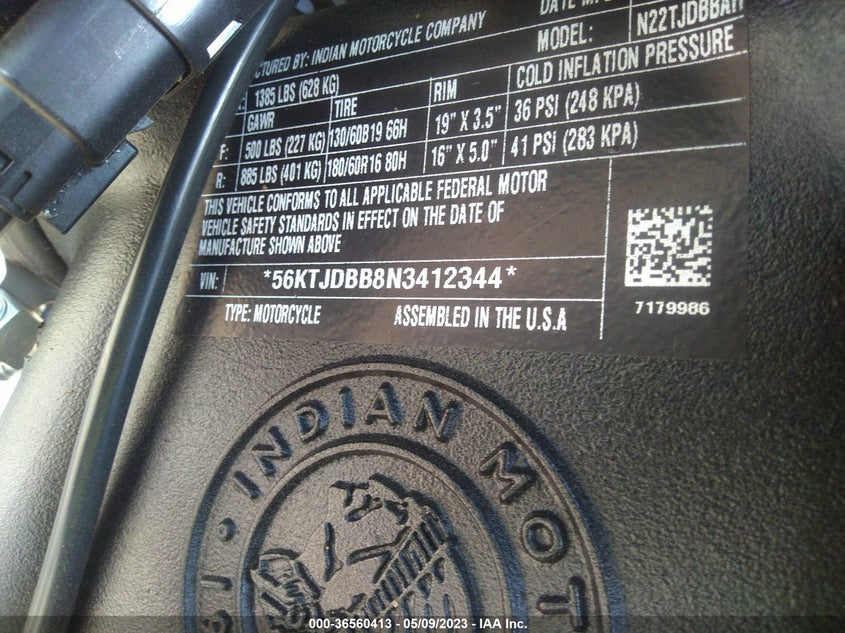 DATE
CTURED BY: INDIAN MOTORCYCLE COMPANY
MODEL: N22TJDBBAH
1385 LBS (628 KG)
GAWR TIRE RIM COLD INFLATION PRESSURE
F: 500 LBS (227 KG) 130/60B19 66H 19" X 3.5" 36 PSI (248 KPA)
R: 885 LBS (401 KG) 180/60R16 80H 16" X 5.0" 41 PSI (283 KPA)
THIS VEHICLE CONFORMS TO ALL APPLICABLE FEDERAL MOTOR
VEHICLE SAFETY STANDARDS IN EFFECT ON THE DATE OF
MANUFACTURE SHOWN ABOVE
VIN: *56KTJDBB8N3412344*
7179986
TYPE: MOTORCYCLE ASSEMBLED IN THE U.S.A
INDIAN MOT
000-36560413 - 05/09/2023 - IAA Inc.